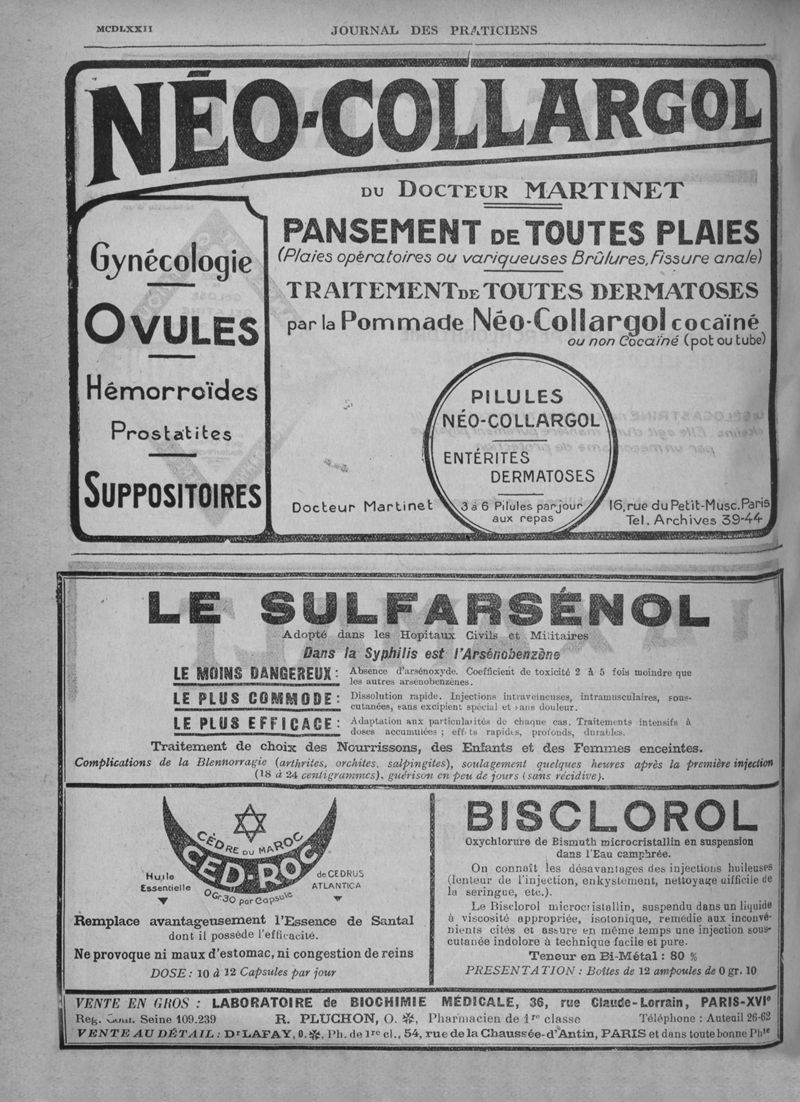 MCDLXXII
JOURNAL DES PRATICIENS
NÉO-COLLARGOL
DU DOCTEUR MARTINET
PANSEMENT DE TOUTES PLAIES
(Plaies opératoires ou variqueuses Brûlures, Fissure anale)
TRAITEMENT DE TOUTES DERMATOSES
par la Pommade Néo-Collargol cocaïné
ou non Cocaïné (pot ou tube)
Gynécologie
OVULES
Hémorroïdes
Prostatites
SUPPOSITOIRES
PILULES
NÉO-COLLARGOL
ENTÉRITES
DERMATOSES
3 à 6 Pilules par jour
aux repas
Docteur Martinet
16, rue du Petit-Musc. Paris
Tel. Archives 39-44
LE SULFARSÉNOL
Adopté dans les Hopitaux Civils et Militaires
Dans la Syphilis est l'Arsénobenzène
LE MOINS DANGEREUX : Absence d'arsénoxyde. Coefficient de toxicité 2 à 5 fois moindre que
les autres arsenobenzènes.
LE PLUS COMMODE : Dissolution rapide. Injections intraveineuses, intramusculaires, sous-
cutanées, sans excipient spécial et sans douleur.
LE PLUS EFFICACE : Adaptation aux particularités de chaque cas. Traitements intensifs à
doses accumulées ; effets rapides, profonds, durables.
Traitement de choix des Nourrissons, des Enfants et des Femmes enceintes.
Complications de la Blennorragie (arthrites, orchites, salpingites), soulagement quelques heures après la première injection
(18 à 24 centigrammes). guérison en peu de jours (sans récidive).
CÈDRE DU MAROC
CED-ROC
0Gr30 par Capsule
Huile
Essentielle
de CEDRUS
ATLANTICA
Remplace avantageusement l'Essence de Santal
dont il possède l'efficacité.
Ne provoque ni maux d'estomac, ni congestion de reins
DOSE : 10 à 12 Capsules par jour
BISCLOROL
Oxychlorure de Bismuth microcristallin en suspension
dans l'Eau camphrée.
On connaît les désavantages des injections huileuses
(lenteur de l'injection, enkystement, nettoyage difficile de
la seringue, etc.).
Le Bisclorol microcristallin, suspendu dans un liquide
à viscosité appropriée, isotonique, remédie aux inconvé-
nients cités et assure en même temps une injection sous-
cutanée indolore à technique facile et pure.
Teneur en Bi-Métal : 80 %
PRESENTATION : Boîtes de 12 ampoules de 0 gr. 10
VENTE EN GROS : LABORATOIRE de BIOCHIMIE MÉDICALE, 36, rue Claude-Lorrain, PARIS-XVIe
Reg. Com. Seine 109.239 R. PLUCHON, O. ✻, Pharmacien de 1re classe Téléphone : Auteuil 26-62
VENTE AU DÉTAIL : Dr LAFAY, O. ✻, Ph. de 1re cl., 54, rue de la Chaussée-d'Antin, PARIS et dans toute bonne Phie